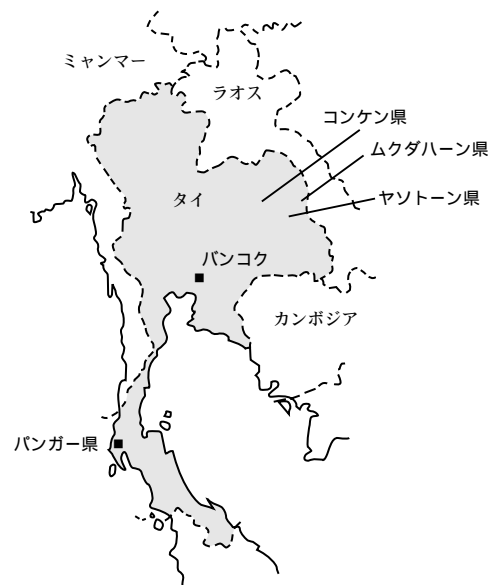 ミャンマー
ラオス
コンケン県
ムクダハーン県
ヤソトーン県
タイ
バンコク
カンボジア
パンガー県